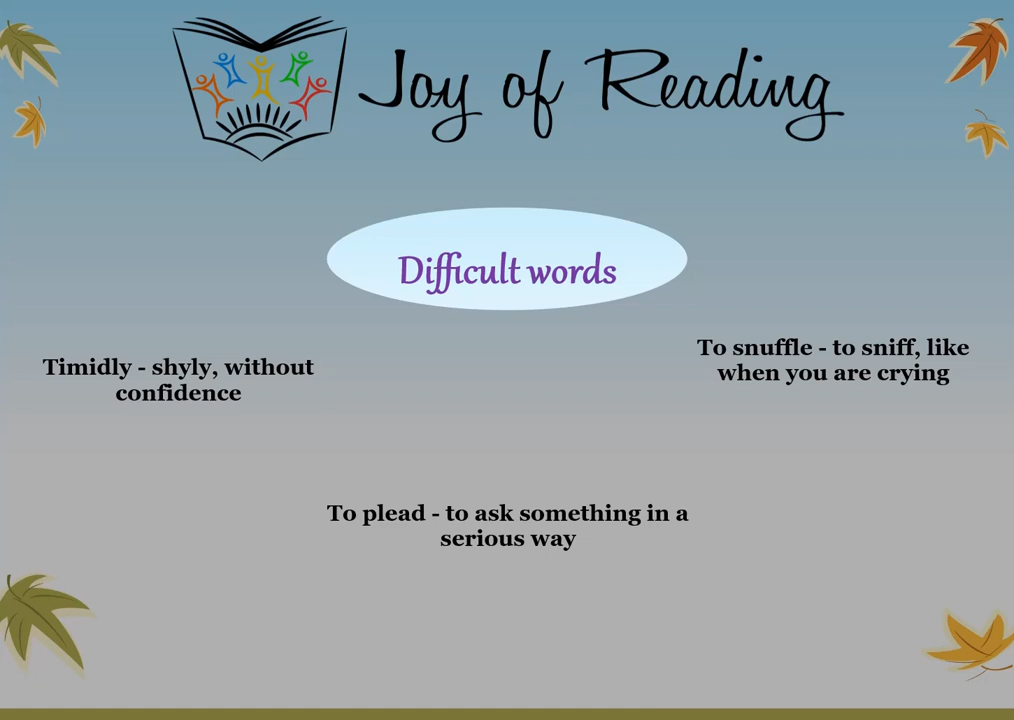 Joy of Reading
Difficult words
Timidly - shyly, without
confidence
To snuffle - to sniff, like
when you are crying
To plead - to ask something in a
serious way